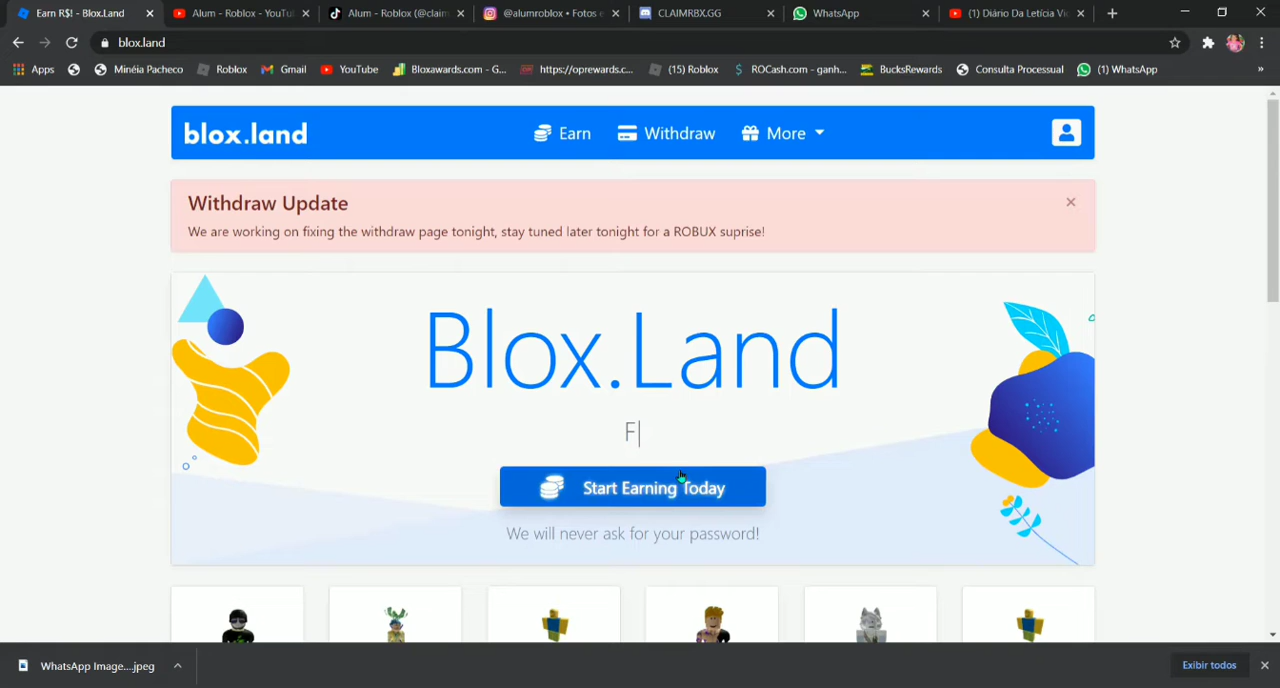 Earn R$! - Blox.Land
Alum - Roblox - YouTu
Alum - Roblox (@claim
@alumroblox • Fotos e
CLAIMRBX.GG
WhatsApp
(1) Diário Da Letícia Vi
blox.land
Apps
Minéia Pacheco
Roblox
Gmail
YouTube
Bloxawards.com - G...
https://oprewards.c...
(15) Roblox
ROCash.com - ganh...
BucksRewards
Consulta Processual
(1) WhatsApp
»
blox.land
Earn
Withdraw
More
Withdraw Update
We are working on fixing the withdraw page tonight, stay tuned later tonight for a ROBUX suprise!
Blox.Land
F|
Start Earning Today
We will never ask for your password!
WhatsApp Image....jpeg
Exibir todos